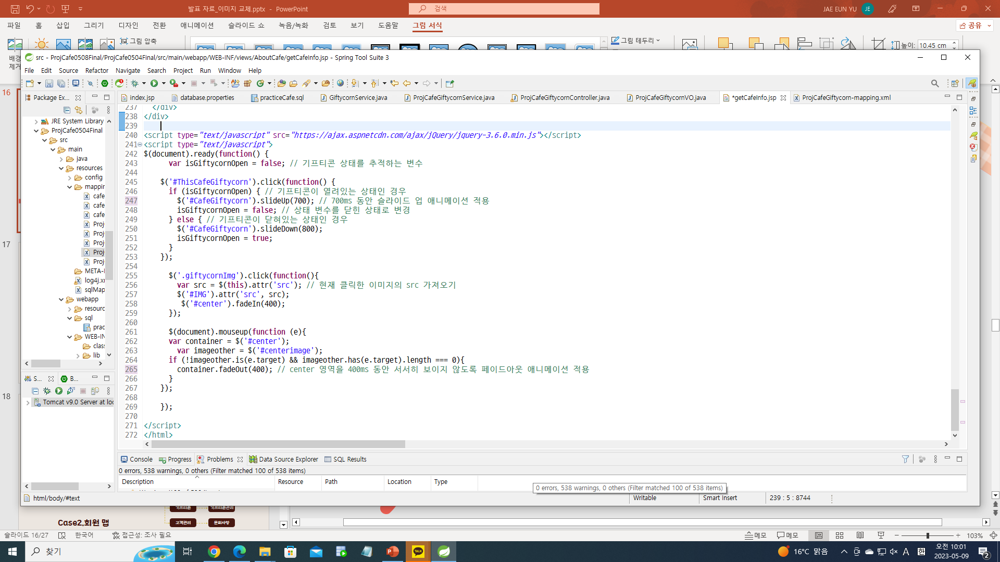 발표 자료_이미지 교체.pptx - PowerPoint
검색
JAE EUN YU
JE
파일
홈
삽입
그리기
디자인
전환
애니메이션
슬라이드 쇼
녹음/녹화
검토
보기
도움말
그림 서식
공유
배경
제거
그림 압축
그림 테두리
높이:
10.45 cm
src - ProjCafe0508Final/ProjCafe0504Final/src/main/webapp/WEB-INF/views/AboutCafe/getCafeInfo.jsp - Spring Tool Suite 3
File Edit Source Refactor Navigate Search Project Run Window Help
Package Ex...
index.jsp
database.properties
practiceCafe.sql
GiftycornService.java
ProjCafeGiftycornService.java
ProjCafeGiftycornController.java
ProjCafeGiftycornVO.java
*getCafeInfo.jsp
ProjCafeGiftycorn-mapping.xml
JRE System Library
ProjCafe0504Final
src
main
java
resources
config
mappin
cafe
cafe
cafe
Proj
Proj
Proj
Proj
Proj
META-I
log4j.x
sqlMap
webapp
resourc
sql
prac
WEB-IN
class
lib
237 </div>
238 </div>
239
240 <script type="text/javascript" src="https://ajax.aspnetcdn.com/ajax/jQuery/jquery-3.6.0.min.js"></script>
241 <script type="text/javascript">
242 $(document).ready(function() {
243 var isGiftycornOpen = false; // 기프티콘 상태를 추적하는 변수
244
245 $('#ThisCafeGiftycorn').click(function() {
246 if (isGiftycornOpen) { // 기프티콘이 열려있는 상태인 경우
247 $('#CafeGiftycorn').slideUp(700); // 700ms 동안 슬라이드 업 애니메이션 적용
248 isGiftycornOpen = false; // 상태 변수를 닫힌 상태로 변경
249 } else { // 기프티콘이 닫혀있는 상태인 경우
250 $('#CafeGiftycorn').slideDown(800);
251 isGiftycornOpen = true;
252 }
253 });
254
255 $('.giftycornImg').click(function(){
256 var src = $(this).attr('src'); // 현재 클릭한 이미지의 src 가져오기
257 $('#IMG').attr('src', src);
258 $('#center').fadeIn(400);
259 });
260
261 $(document).mouseup(function (e){
262 var container = $('#center');
263 var imageother = $('#centerimage');
264 if (!imageother.is(e.target) && imageother.has(e.target).length === 0){
265 container.fadeOut(400); // center 영역을 400ms 동안 서서히 보이지 않도록 페이드아웃 애니메이션 적용
266 }
267 });
268
269 });
270
271 </script>
272 </html>
S...
B...
Tomcat v9.0 Server at loc
Console
Progress
Problems
Data Source Explorer
SQL Results
0 errors, 538 warnings, 0 others (Filter matched 100 of 538 items)
Description
Resource
Path
Location
Type
0 errors, 538 warnings, 0 others (Filter matched 100 of 538 items)
html/body/#text
Writable
Smart Insert
239 : 5 : 8744
16
17
18
기프티콘
기프티콘관리
Case2.회원 맵
고객관리
문의사항
슬라이드 16/27
한국어
접근성: 조사 필요
메모
메모
103%
찾기
TALK
16°C 맑음
A
한
오전 10:01
2023-05-09
2